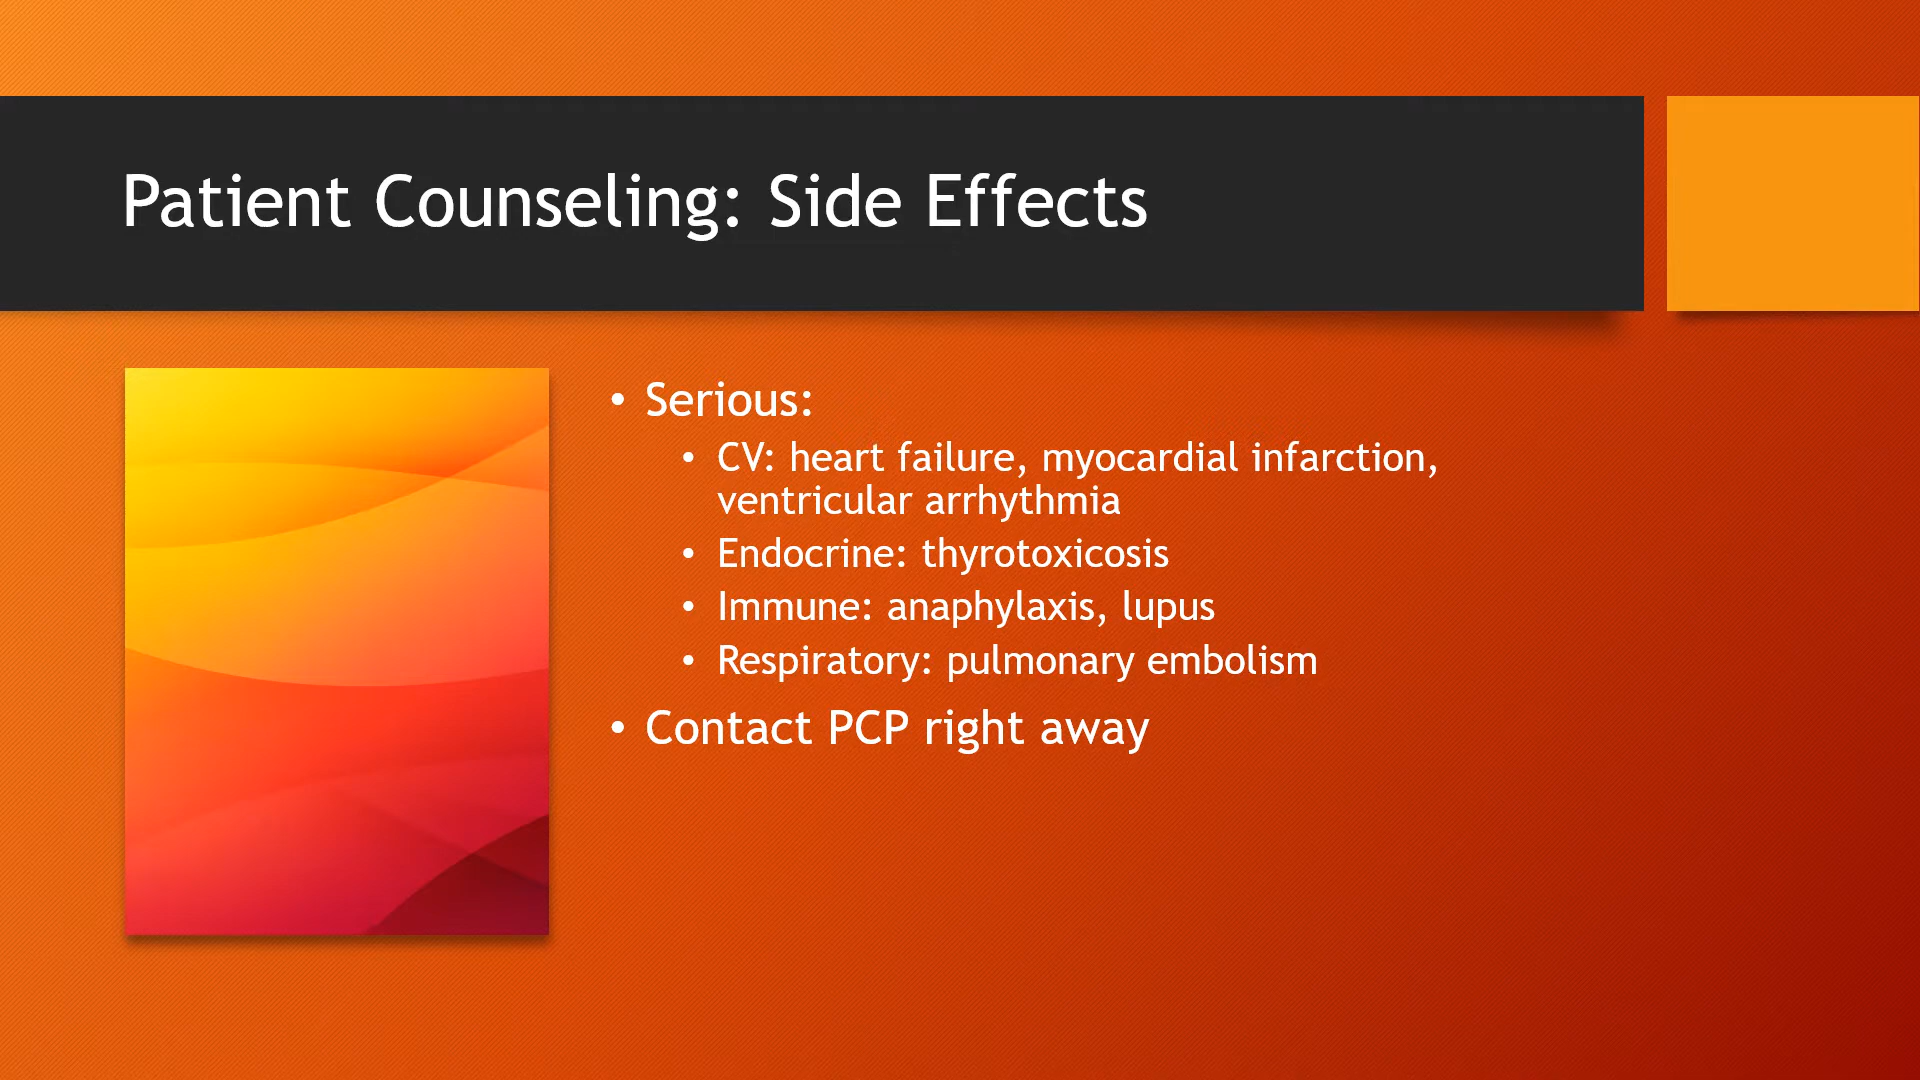 Patient Counseling: Side Effects
• Serious:
• CV: heart failure, myocardial infarction,
ventricular arrhythmia
• Endocrine: thyrotoxicosis
• Immune: anaphylaxis, lupus
• Respiratory: pulmonary embolism
• Contact PCP right away